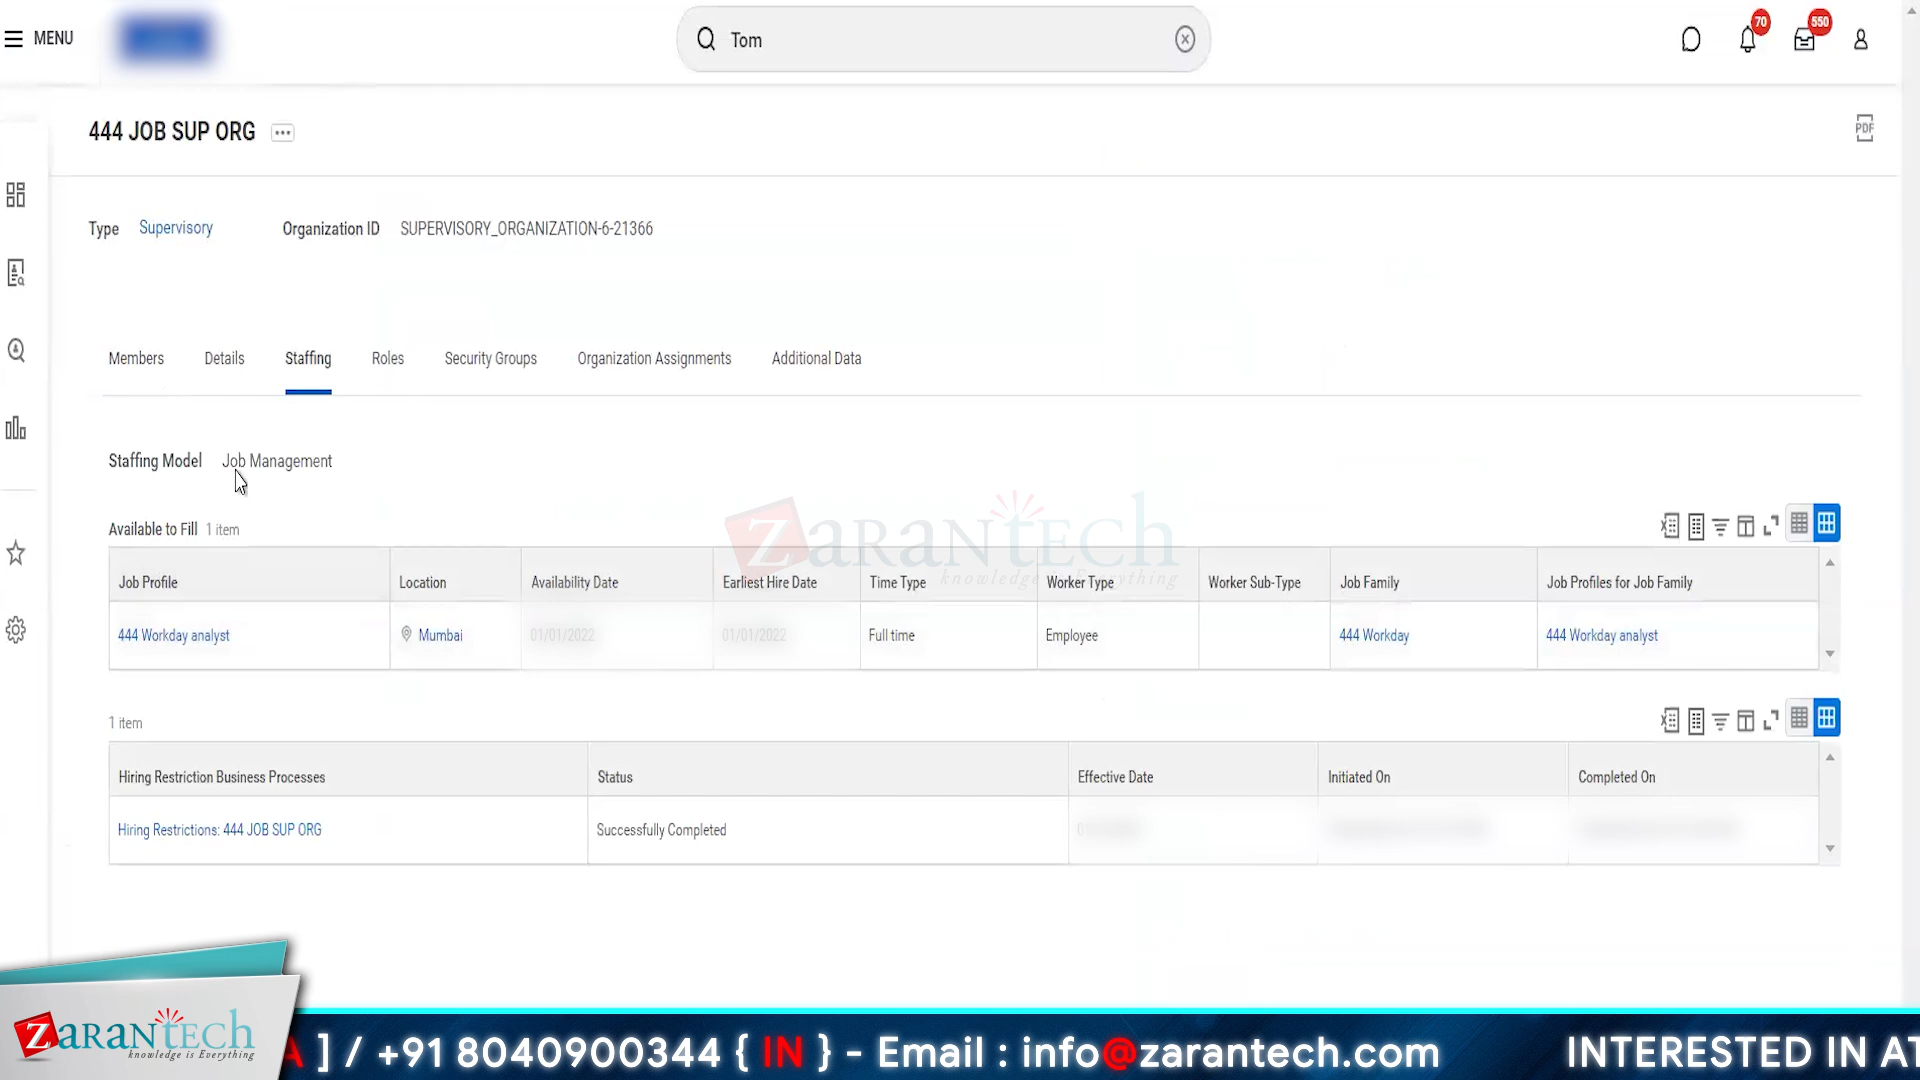 MENU
Tom
70
550
444 JOB SUP ORG
PDF
Type Supervisory Organization ID SUPERVISORY_ORGANIZATION-6-21366
Members Details Staffing Roles Security Groups Organization Assignments Additional Data
Staffing Model Job Management
ZARANTECH
knowledge is Everything
Available to Fill 1 item
Job Profile Location Availability Date Earliest Hire Date Time Type Worker Type Worker Sub-Type Job Family Job Profiles for Job Family
444 Workday analyst Mumbai 01/01/2022 01/01/2022 Full time Employee 444 Workday 444 Workday analyst
1 item
Hiring Restriction Business Processes Status Effective Date Initiated On Completed On
Hiring Restrictions: 444 JOB SUP ORG Successfully Completed
ZARANTECH
knowledge is Everything
A ] / +91 8040900344 { IN } - Email : info@zarantech.com INTERESTED IN AT